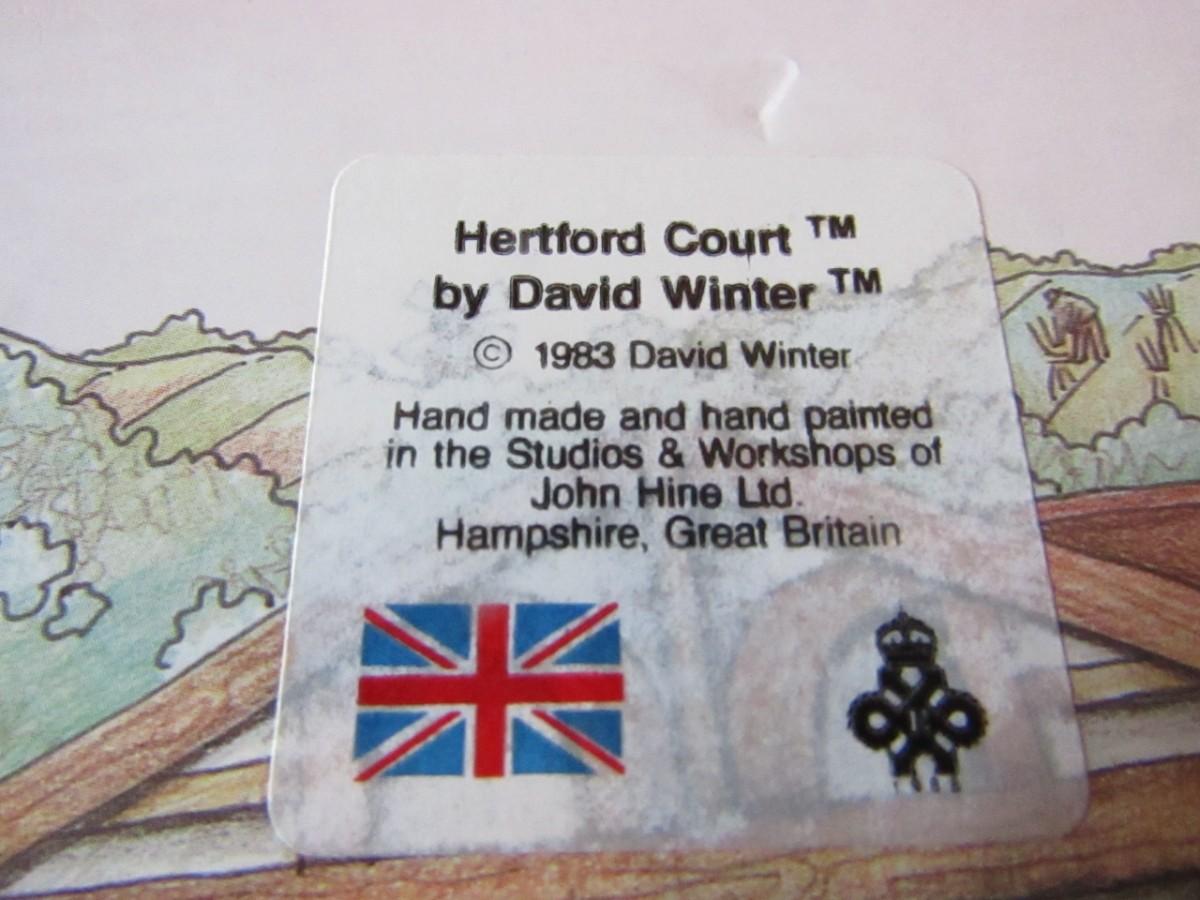 Hertford Court ™
by David Winter ™
© 1983 David Winter
Hand made and hand painted
in the Studios & Workshops of
John Hine Ltd.
Hampshire, Great Britain